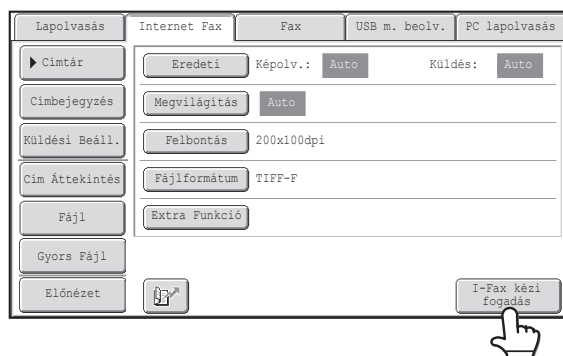 Lapolvasás Internet Fax Fax USB m. beolv. PC lapolvasás
Címtár
Címbejegyzés
Küldési Beáll.
Cím Áttekintés
Fájl
Gyors Fájl
Előnézet
Eredeti Képolv.: Auto Küldés: Auto
Megvilágítás Auto
Felbontás 200x100dpi
Fájlformátum TIFF-F
Extra Funkció
I-Fax kézi
fogadás